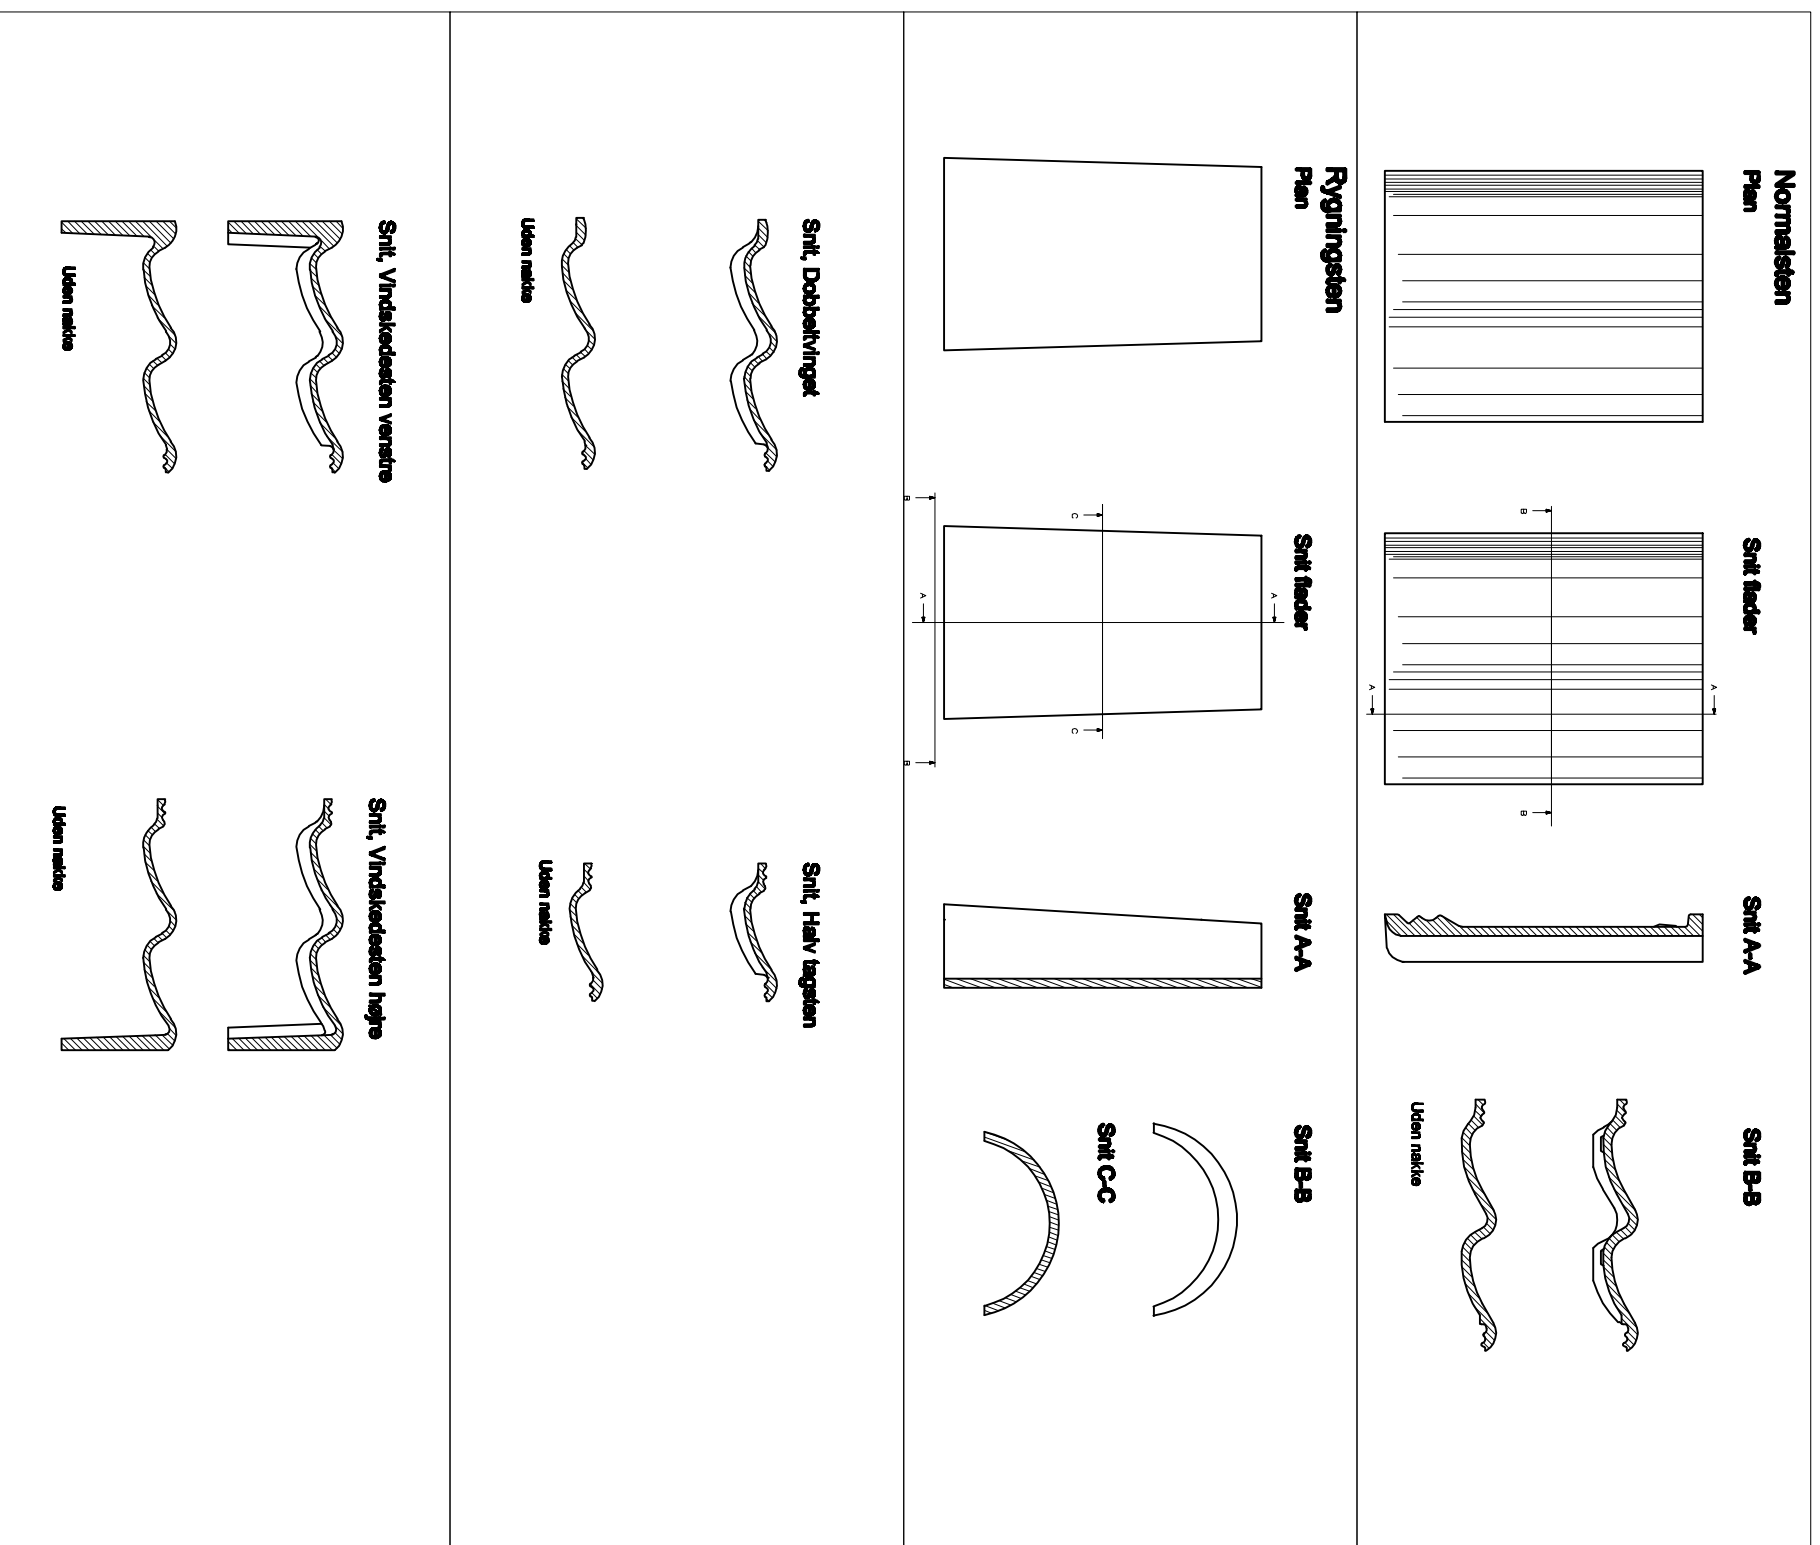 Normalsten
Plan
Snit flader
Snit A-A
Snit B-B
A
B
B
A
Uden nakke
Rygningsten
Plan
Snit flader
Snit A-A
Snit B-B
A
C
C
A
B
B
Snit C-C
Snit, Dobbeltvinget
Uden nakke
Snit, Halv tagsten
Uden nakke
Snit, Vindskedesten venstre
Uden nakke
Snit, Vindskedesten højre
Uden nakke